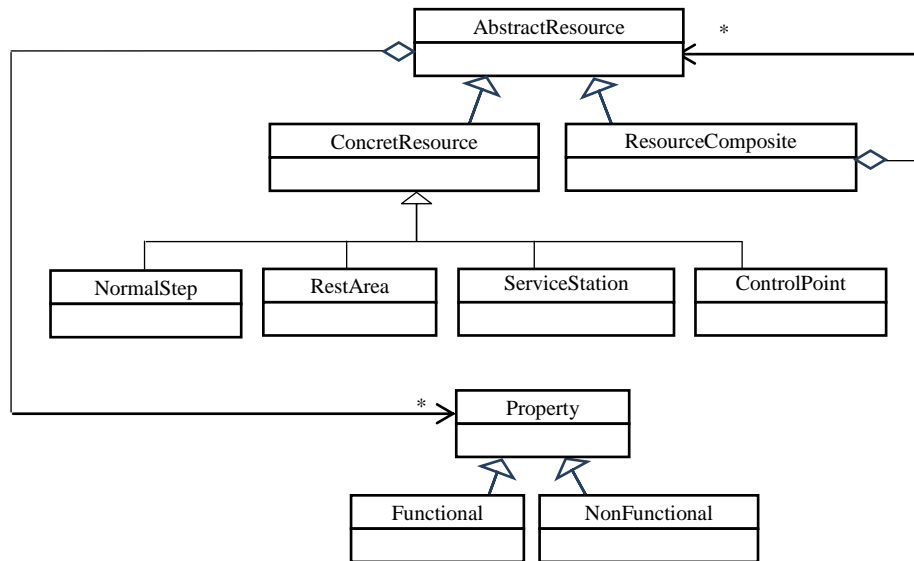 AbstractResource
*
ConcretResource
ResourceComposite
NormalStep
RestArea
ServiceStation
ControlPoint
*
Property
Functional
NonFunctional